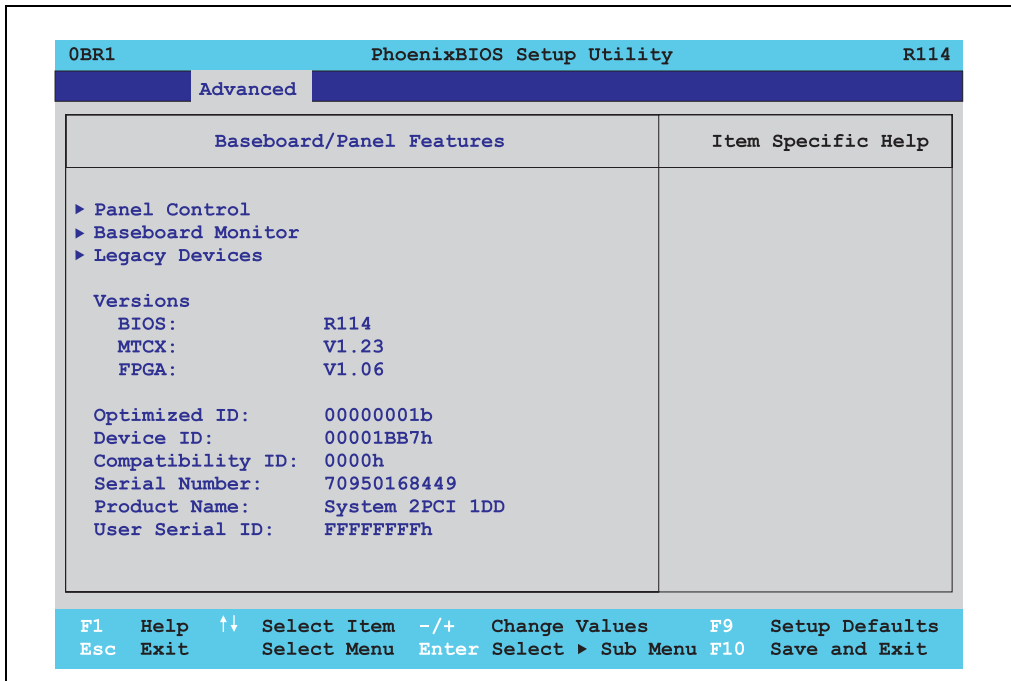 0BR1 PhoenixBIOS Setup Utility R114
Advanced
Baseboard/Panel Features Item Specific Help
▶ Panel Control
▶ Baseboard Monitor
▶ Legacy Devices
Versions
BIOS: R114
MTCX: V1.23
FPGA: V1.06
Optimized ID: 00000001b
Device ID: 00001BB7h
Compatibility ID: 0000h
Serial Number: 70950168449
Product Name: System 2PCI 1DD
User Serial ID: FFFFFFFFh
F1 Help ↑↓ Select Item -/+ Change Values F9 Setup Defaults
Esc Exit Select Menu Enter Select ▶ Sub Menu F10 Save and Exit